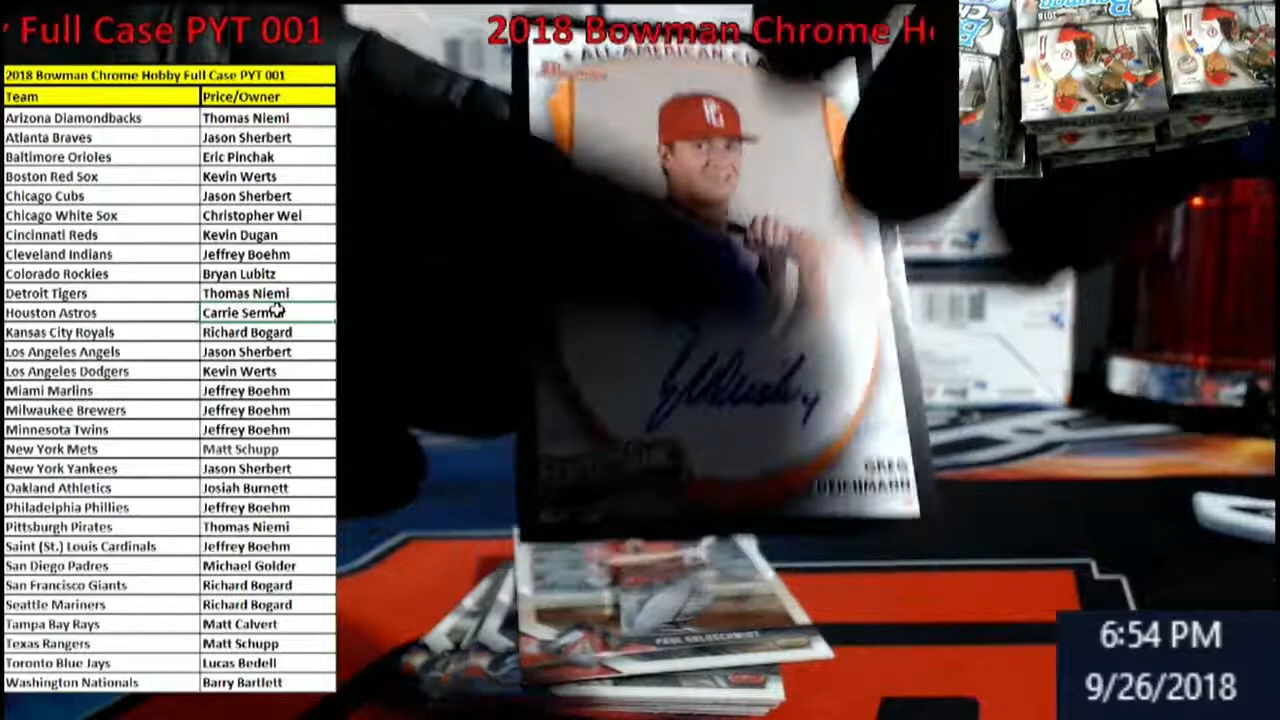 Full Case PYT 001
2018 Bowman Chrome
2018 Bowman Chrome Hobby Full Case PYT 001
Team Price/Owner
Arizona Diamondbacks Thomas Niemi
Atlanta Braves Jason Sherbert
Baltimore Orioles Eric Pinchak
Boston Red Sox Kevin Werts
Chicago Cubs Jason Sherbert
Chicago White Sox Christopher Wel
Cincinnati Reds Kevin Dugan
Cleveland Indians Jeffrey Boehm
Colorado Rockies Bryan Lubitz
Detroit Tigers Thomas Niemi
Houston Astros Carrie
Kansas City Royals Richard Bogard
Los Angeles Angels Jason Sherbert
Los Angeles Dodgers Kevin Werts
Miami Marlins Jeffrey Boehm
Milwaukee Brewers Jeffrey Boehm
Minnesota Twins Jeffrey Boehm
New York Mets Matt Schupp
New York Yankees Jason Sherbert
Oakland Athletics Josiah Burnett
Philadelphia Phillies Jeffrey Boehm
Pittsburgh Pirates Thomas Niemi
Saint (St.) Louis Cardinals Jeffrey Boehm
San Diego Padres Michael Golder
San Francisco Giants Richard Bogard
Seattle Mariners Richard Bogard
Tampa Bay Rays Matt Calvert
Texas Rangers Matt Schupp
Toronto Blue Jays Lucas Bedell
Washington Nationals Barry Bartlett
ALL-AMERICAN
GREG
DEICHMANN
PAUL GOLDSCHMIDT
6:54 PM
9/26/2018